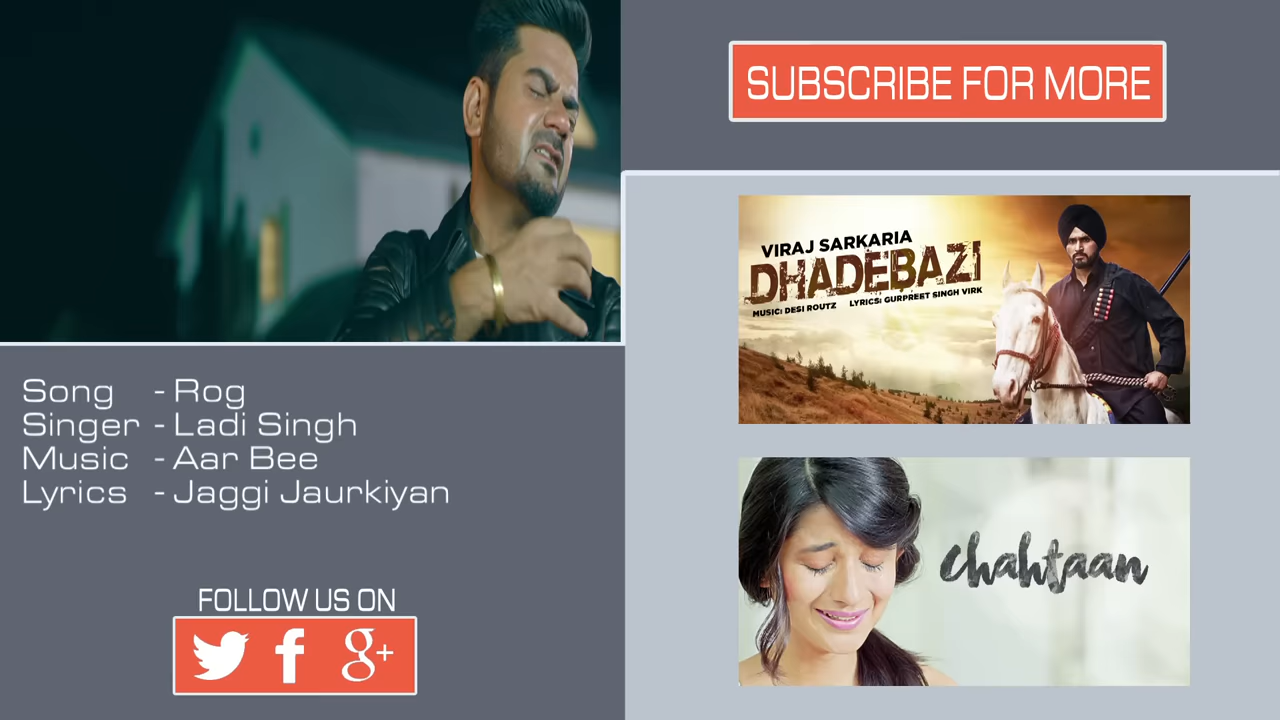 Song - Rog
Singer - Ladi Singh
Music - Aar Bee
Lyrics - Jaggi Jaurkiyan
FOLLOW US ON
g+
SUBSCRIBE FOR MORE
VIRAJ SARKARIA
DHADEBAZI
MUSIC: DESI ROUTZ LYRICS: GURPREET SINGH VIRK
chahtaan